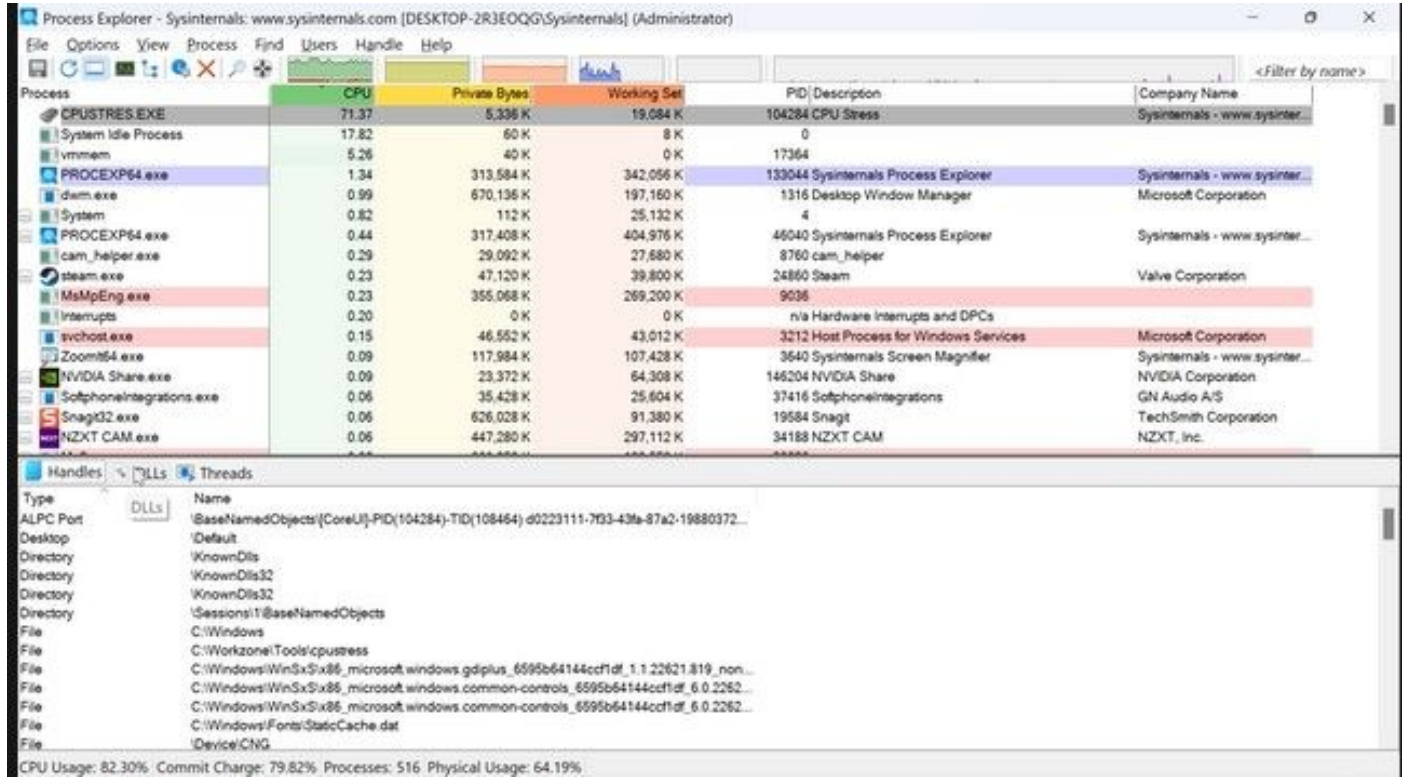 Process Explorer - Sysinternals: www.sysinternals.com [DESKTOP-2R3EOQG\Sysinternals] (Administrator)
File Options View Process Find Users Handle Help
<Filter by name>
Process CPU Private Bytes Working Set PID Description Company Name
CPUSTRES.EXE 71.37 5,336 K 19,084 K 104284 CPU Stress Sysinternals - www.sysinter...
System Idle Process 17.82 60 K 8 K 0
vmmem 5.26 40 K 0 K 17364
PROCEXP64.exe 1.34 313,584 K 342,056 K 133044 Sysinternals Process Explorer Sysinternals - www.sysinter...
dwm.exe 0.99 670,136 K 197,160 K 1316 Desktop Window Manager Microsoft Corporation
System 0.82 112 K 25,132 K 4
PROCEXP64.exe 0.44 317,408 K 404,976 K 46040 Sysinternals Process Explorer Sysinternals - www.sysinter...
cam_helper.exe 0.29 29,092 K 27,680 K 8760 cam_helper
steam.exe 0.23 47,120 K 39,800 K 24860 Steam Valve Corporation
MsMpEng.exe 0.23 355,068 K 269,200 K 9036
Interrupts 0.20 0 K 0 K n/a Hardware Interrupts and DPCs
svchost.exe 0.15 46,552 K 43,012 K 3212 Host Process for Windows Services Microsoft Corporation
ZoomIt64.exe 0.09 117,984 K 107,428 K 3640 Sysinternals Screen Magnifier Sysinternals - www.sysinter...
NVIDIA Share.exe 0.09 23,372 K 64,308 K 146204 NVIDIA Share NVIDIA Corporation
SoftphoneIntegrations.exe 0.06 35,428 K 25,604 K 37416 SoftphoneIntegrations GN Audio A/S
Snagit32.exe 0.06 626,028 K 91,380 K 19584 Snagit TechSmith Corporation
NZXT CAM.exe 0.06 447,280 K 297,112 K 34188 NZXT CAM NZXT, Inc.
Handles DLLs Threads
Type Name
DLLs
ALPC Port \BaseNamedObjects\[CoreUI]-PID(104284)-TID(108464) d0223111-7f33-43fa-87a2-19880372...
Desktop \Default
Directory \KnownDlls
Directory \KnownDlls32
Directory \KnownDlls32
Directory \Sessions\1\BaseNamedObjects
File C:\Windows
File C:\Workzone\Tools\cpustress
File C:\Windows\WinSxS\x86_microsoft.windows.gdiplus_6595b64144ccf1df_1.1.22621.819_non...
File C:\Windows\WinSxS\x86_microsoft.windows.common-controls_6595b64144ccf1df_6.0.2262...
File C:\Windows\WinSxS\x86_microsoft.windows.common-controls_6595b64144ccf1df_6.0.2262...
File C:\Windows\Fonts\StaticCache.dat
File \Device\CNG
CPU Usage: 82.30% Commit Charge: 79.82% Processes: 516 Physical Usage: 64.19%